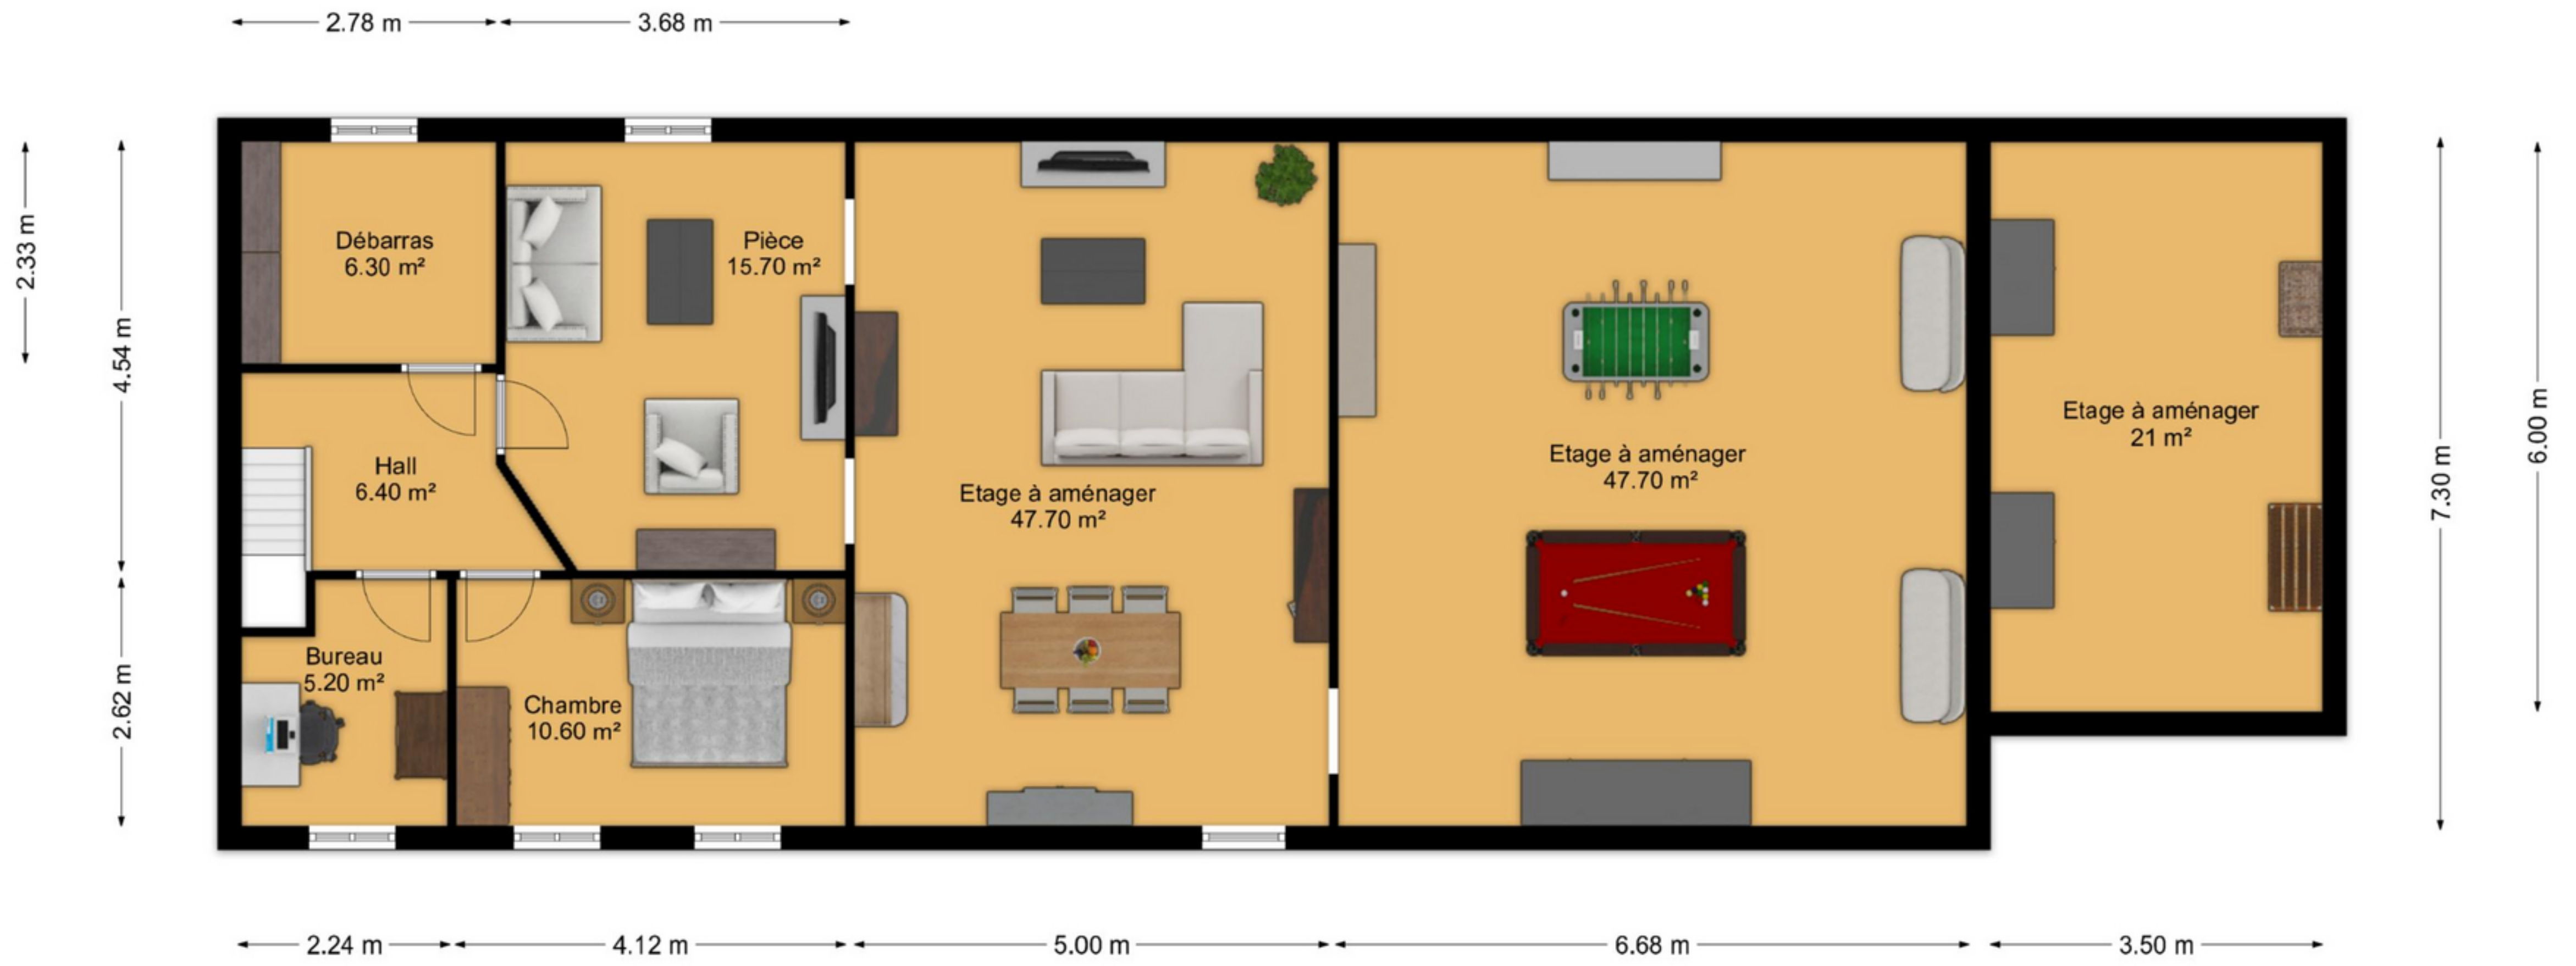 2.78 m
3.68 m
2.33 m
4.54 m
2.62 m
Débarras
6.30 m²
Pièce
15.70 m²
Hall
6.40 m²
Bureau
5.20 m²
Chambre
10.60 m²
Etage à aménager
47.70 m²
Etage à aménager
47.70 m²
Etage à aménager
21 m²
7.30 m
6.00 m
2.24 m
4.12 m
5.00 m
6.68 m
3.50 m